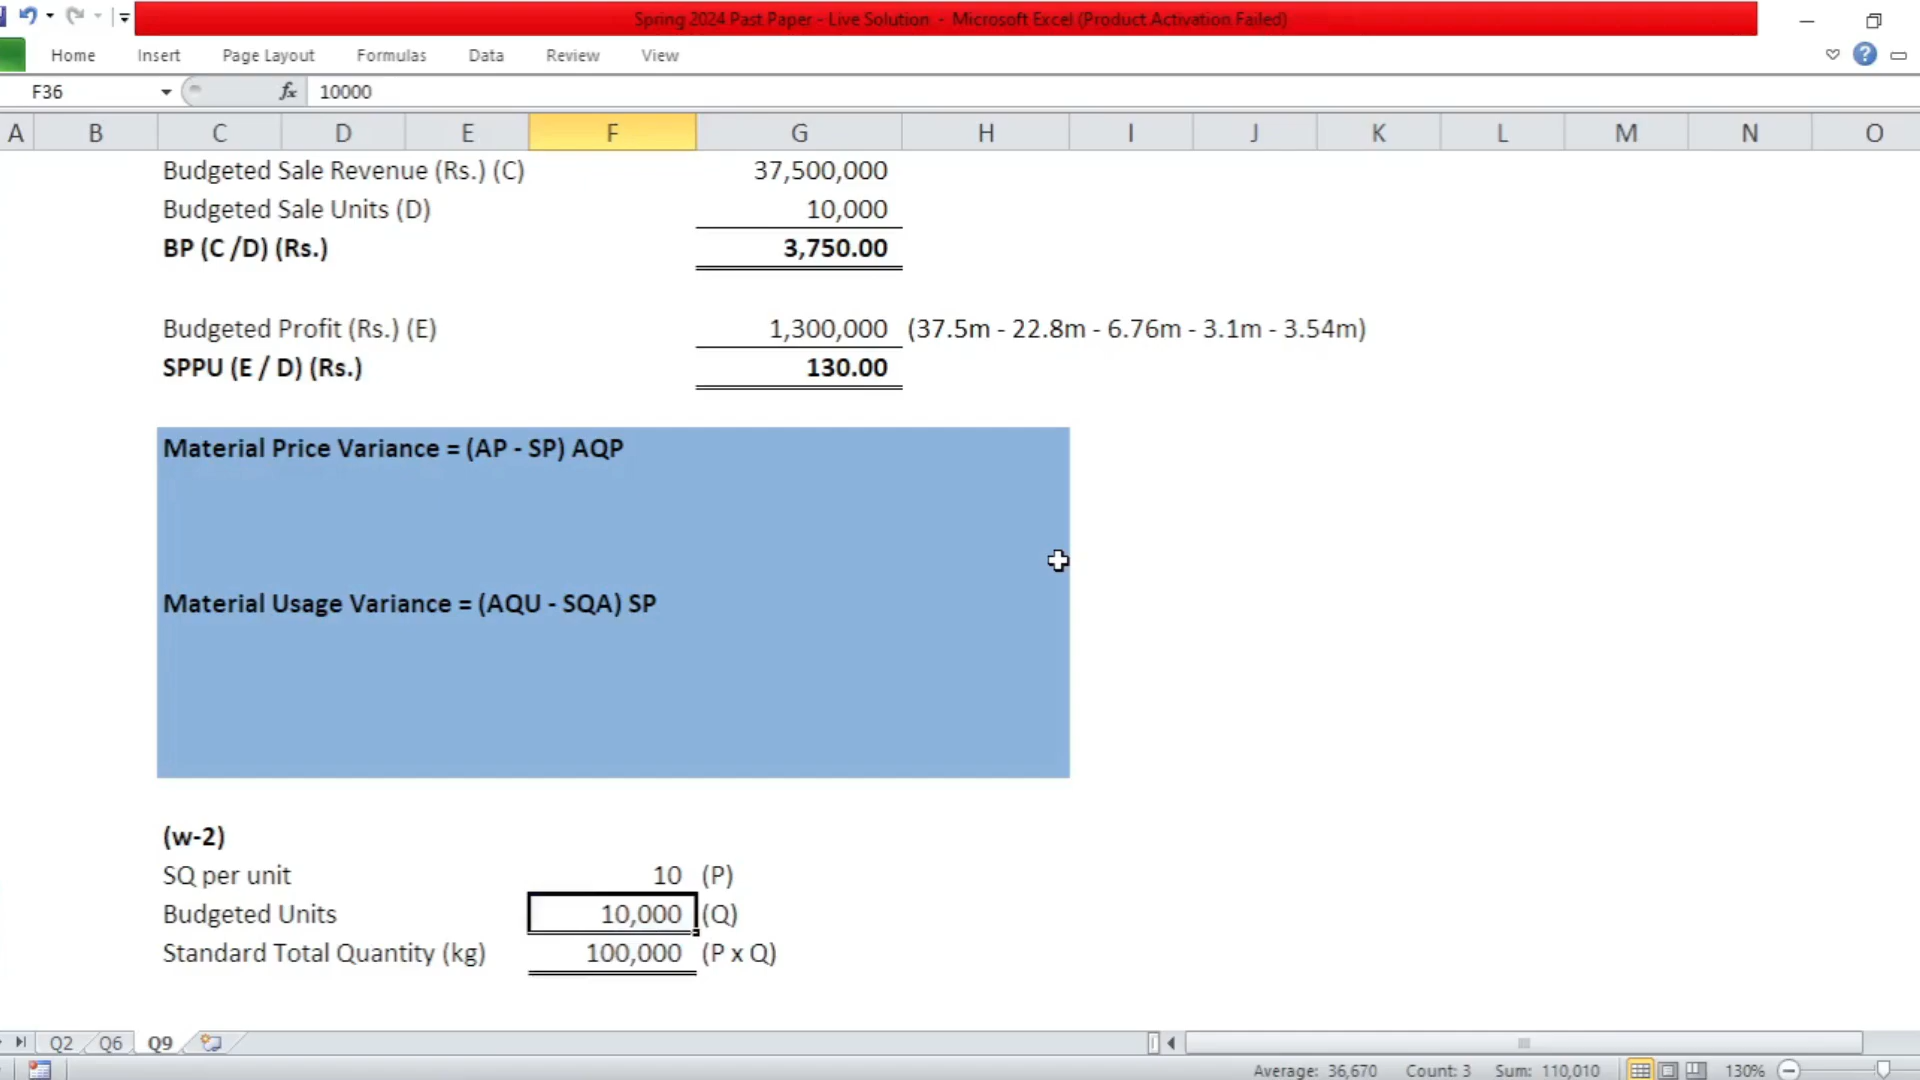 Spring 2024 Past Paper - Live Solution - Microsoft Excel (Product Activation Failed)
Home Insert Page Layout Formulas Data Review View
F36 fx 10000
A B C D E F G H I J K L M N O
Budgeted Sale Revenue (Rs.) (C) 37,500,000
Budgeted Sale Units (D) 10,000
BP (C /D) (Rs.) 3,750.00
Budgeted Profit (Rs.) (E) 1,300,000 (37.5m - 22.8m - 6.76m - 3.1m - 3.54m)
SPPU (E / D) (Rs.) 130.00
Material Price Variance = (AP - SP) AQP
Material Usage Variance = (AQU - SQA) SP
(w-2)
SQ per unit 10 (P)
Budgeted Units 10,000 (Q)
Standard Total Quantity (kg) 100,000 (P x Q)
Q2 Q6 Q9
Average: 36,670 Count: 3 Sum: 110,010 130%